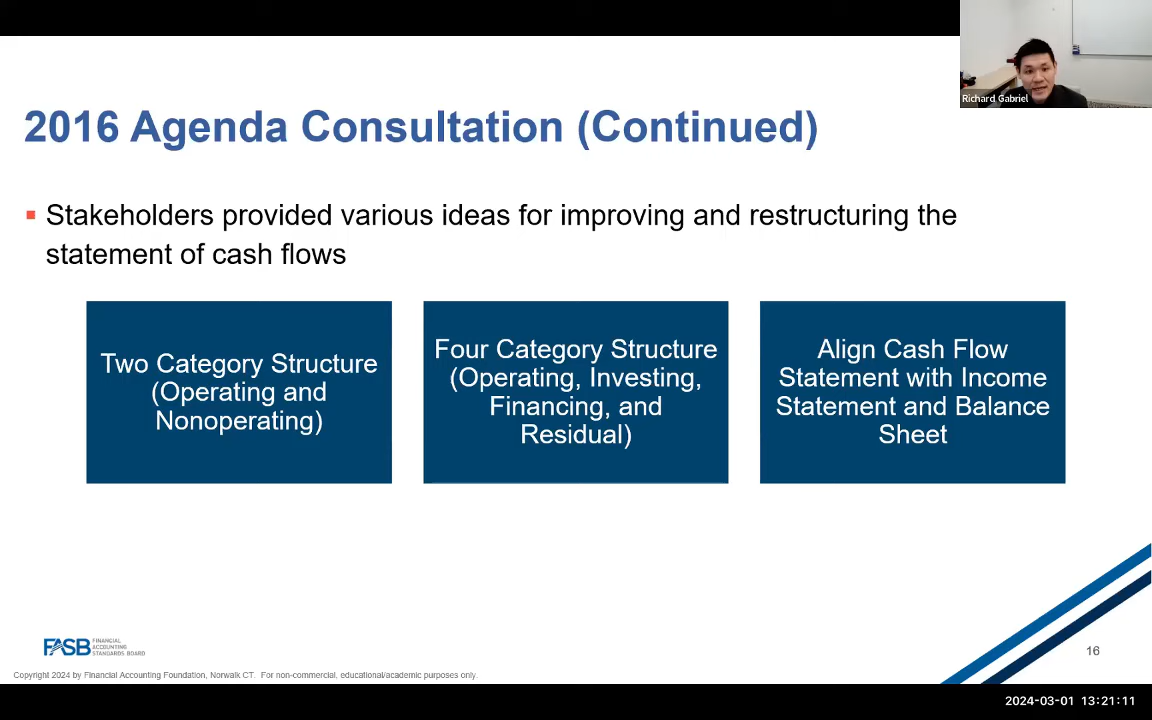 Richard Gabriel
2016 Agenda Consultation (Continued)
Stakeholders provided various ideas for improving and restructuring the
statement of cash flows
Two Category Structure
(Operating and
Nonoperating)
Four Category Structure
(Operating, Investing,
Financing, and
Residual)
Align Cash Flow
Statement with Income
Statement and Balance
Sheet
FASB
FINANCIAL
ACCOUNTING
STANDARDS BOARD
16
Copyright 2024 by Financial Accounting Foundation, Norwalk CT. For non-commercial, educational/academic purposes only.
2024-03-01 13:21:11